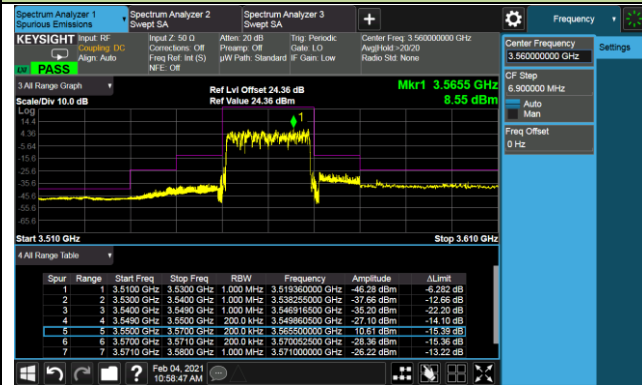 Spectrum Analyzer 1
Spurious Emissions
Spectrum Analyzer 2
Swept SA
Spectrum Analyzer 3
Swept SA
+
Frequency
KEYSIGHT Input: RF
Coupling: DC
Align: Auto
Input Z: 50 Ω
Corrections: Off
Freq Ref: Int (S)
NFE: Off
Atten: 20 dB
Preamp: Off
µW Path: Standard
Trig: Periodic
Gate: LO
IF Gain: Low
Center Freq: 3.560000000 GHz
Avg|Hold:>20/20
Radio Std: None
PASS
Center Frequency
3.560000000 GHz
Settings
CF Step
6.900000 MHz
Auto
Man
Freq Offset
0 Hz
3 All Range Graph
Scale/Div 10.0 dB
Ref Lvl Offset 24.36 dB
Ref Value 24.36 dBm
Mkr1 3.5655 GHz
8.55 dBm
Log
14.4
4.36
-5.64
-15.6
-25.6
-35.6
-45.6
-55.6
-65.6
1
Start 3.510 GHz
Stop 3.610 GHz
4 All Range Table
Spur Range Start Freq Stop Freq RBW Frequency Amplitude ΔLimit
1 1 3.5100 GHz 3.5300 GHz 1.000 MHz 3.519360000 GHz -46.28 dBm -6.282 dB
2 2 3.5300 GHz 3.5400 GHz 1.000 MHz 3.538255000 GHz -37.66 dBm -12.66 dB
3 3 3.5400 GHz 3.5490 GHz 1.000 MHz 3.546916500 GHz -35.20 dBm -22.20 dB
4 4 3.5490 GHz 3.5500 GHz 200.0 kHz 3.549860500 GHz -27.10 dBm -14.10 dB
5 5 3.5500 GHz 3.5700 GHz 200.0 kHz 3.565500000 GHz 10.61 dBm -15.39 dB
6 6 3.5700 GHz 3.5710 GHz 200.0 kHz 3.570052500 GHz -28.36 dBm -15.36 dB
7 7 3.5710 GHz 3.5800 GHz 1.000 MHz 3.571000000 GHz -26.22 dBm -13.22 dB
?
Feb 04, 2021
10:58:47 AM